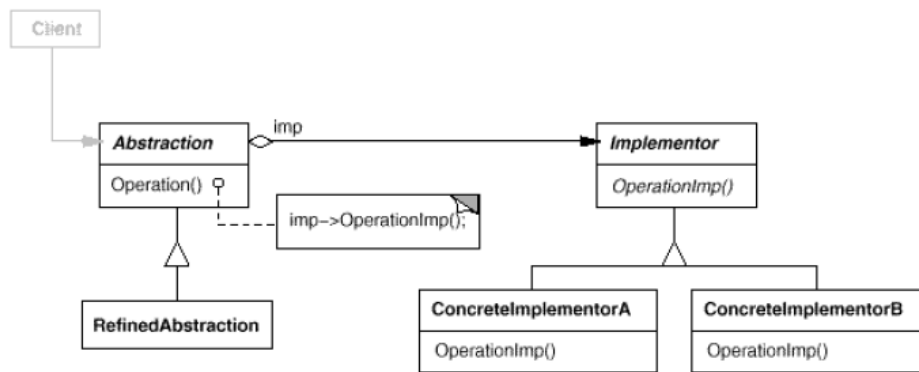 Client
imp
Abstraction
Implementor
Operation()
OperationImp()
imp->OperationImp();
RefinedAbstraction
ConcreteImplementorA
ConcreteImplementorB
OperationImp()
OperationImp()